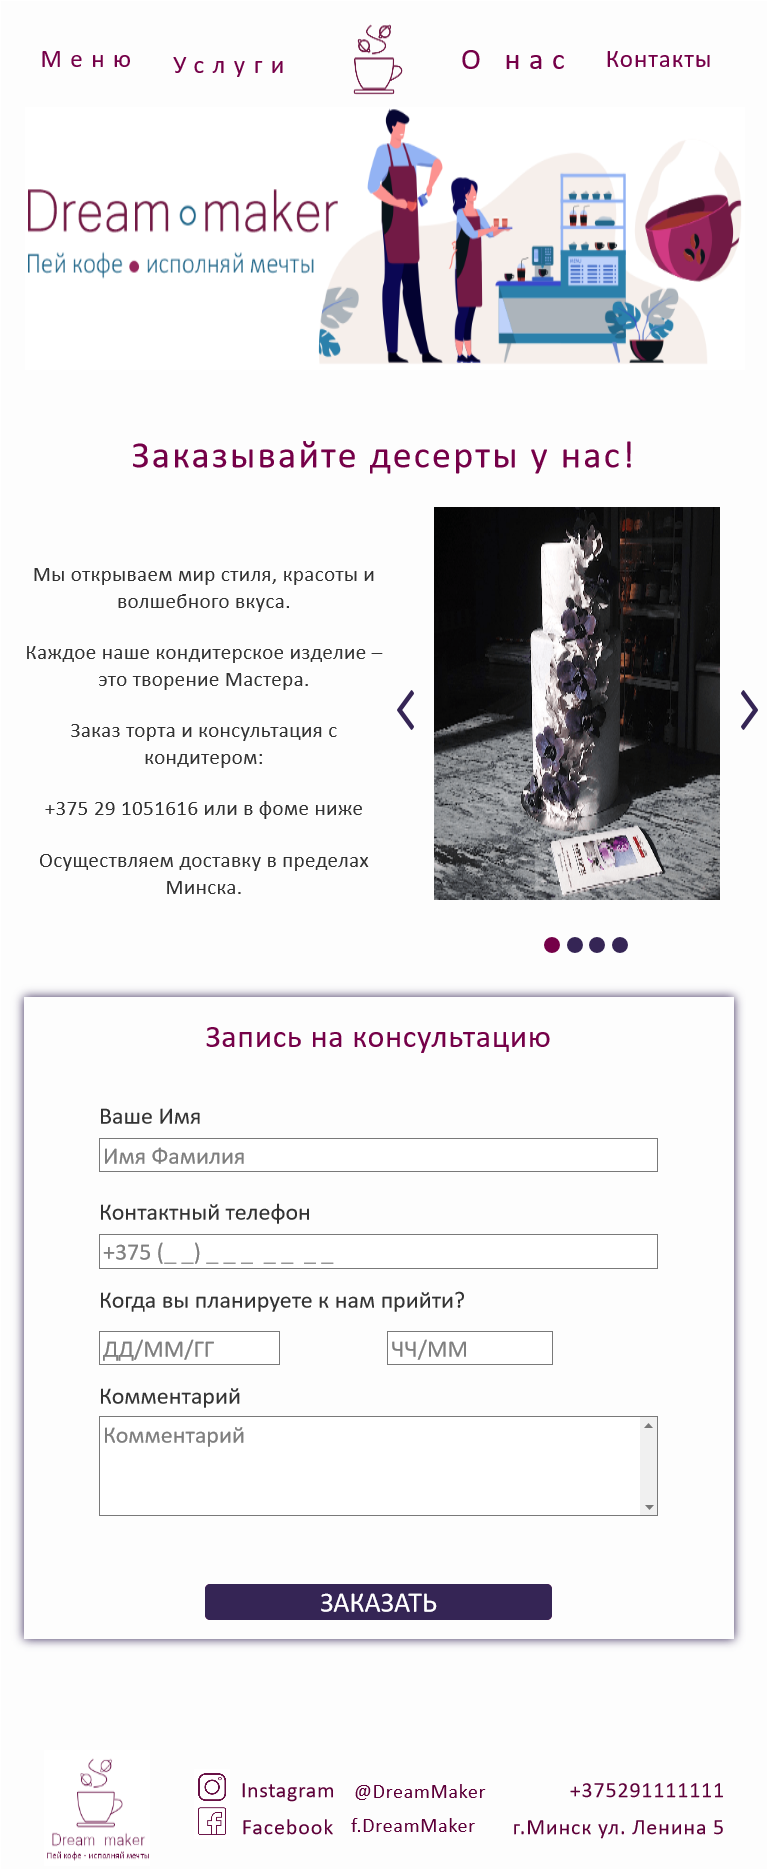 Меню Услуги О нас Контакты
Dream maker
Пей кофе • исполняй мечты
Заказывайте десерты у нас!
Мы открываем мир стиля, красоты и
волшебного вкуса.
Каждое наше кондитерское изделие –
это творение Мастера.
Заказ торта и консультация с
кондитером:
+375 29 1051616 или в фоме ниже
Осуществляем доставку в пределах
Минска.
Запись на консультацию
Ваше Имя
Имя Фамилия
Контактный телефон
+375 (_ _) _ _ _ _ _ _ _
Когда вы планируете к нам прийти?
ДД/ММ/ГГ ЧЧ/ММ
Комментарий
Комментарий
ЗАКАЗАТЬ
Instagram @DreamMaker +375291111111
Facebook f.DreamMaker г.Минск ул. Ленина 5
Dream maker
Пей кофе - исполняй мечты